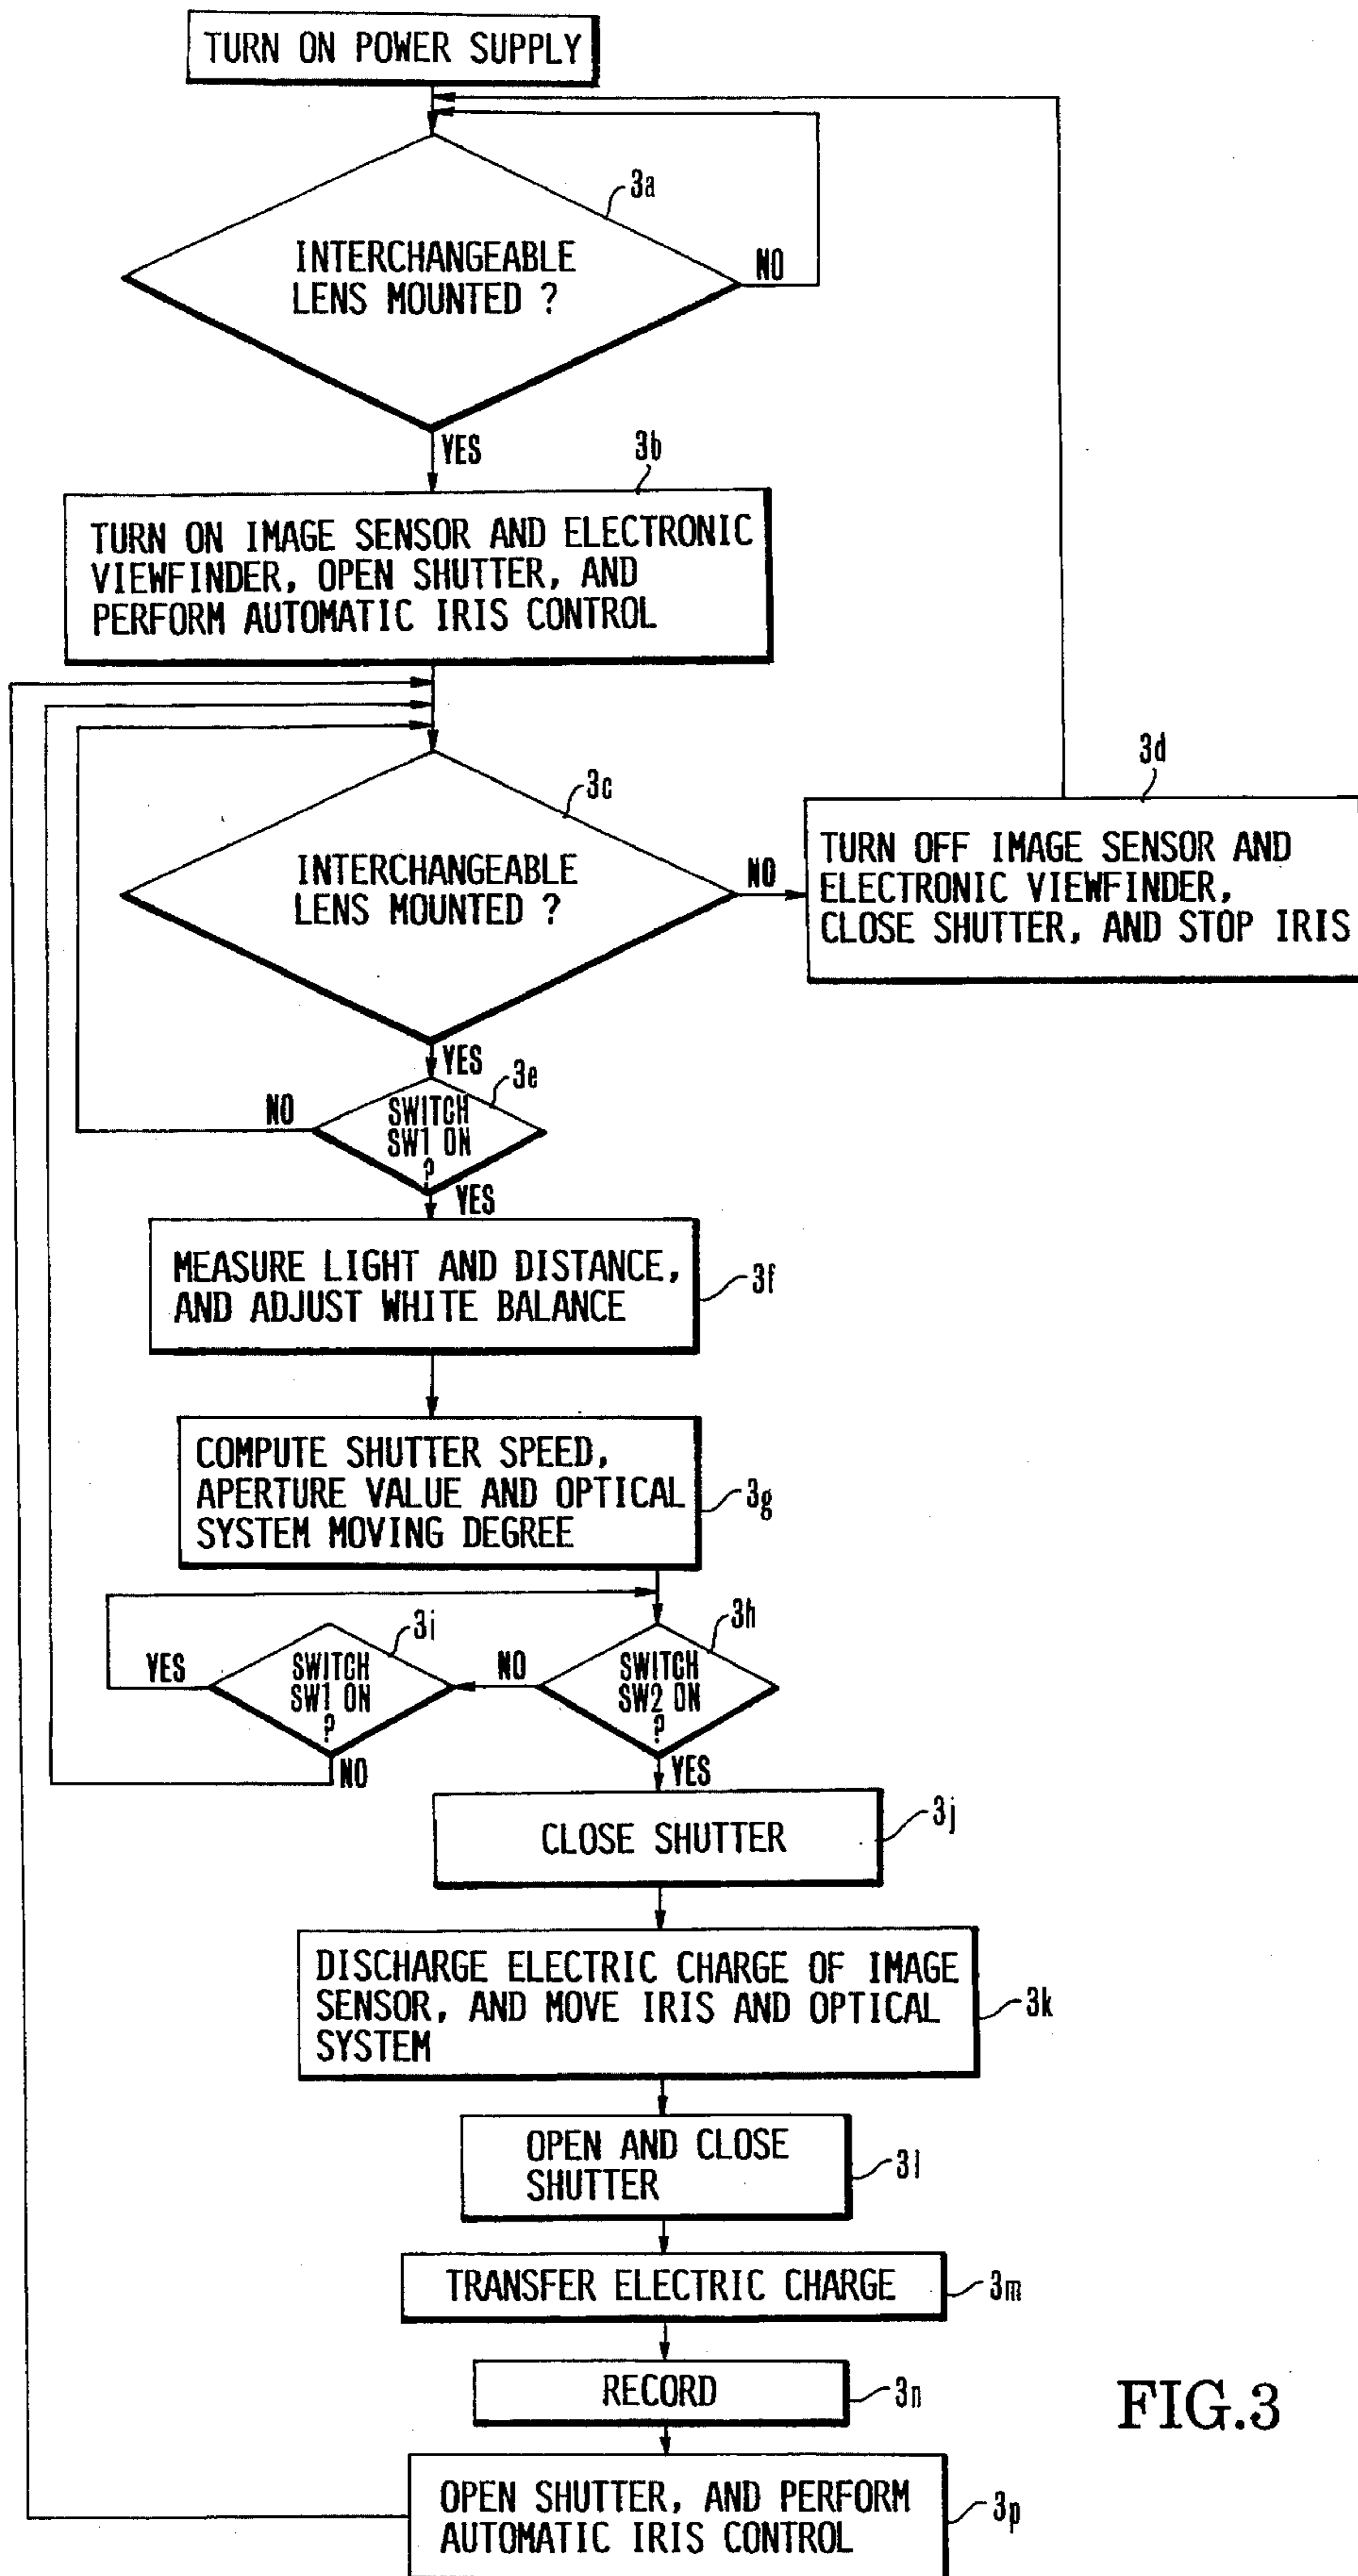 TURN ON POWER SUPPLY
3a
INTERCHANGEABLE
LENS MOUNTED ?
NO
YES
3b
TURN ON IMAGE SENSOR AND ELECTRONIC
VIEWFINDER, OPEN SHUTTER, AND
PERFORM AUTOMATIC IRIS CONTROL
3c
INTERCHANGEABLE
LENS MOUNTED ?
NO
3d
TURN OFF IMAGE SENSOR AND
ELECTRONIC VIEWFINDER,
CLOSE SHUTTER, AND STOP IRIS
YES
3e
NO
SWITCH
SW1 ON
?
YES
MEASURE LIGHT AND DISTANCE,
AND ADJUST WHITE BALANCE
3f
COMPUTE SHUTTER SPEED,
APERTURE VALUE AND OPTICAL
SYSTEM MOVING DEGREE
3g
3i
3h
YES
SWITCH
SW1 ON
?
NO
NO
SWITCH
SW2 ON
?
YES
CLOSE SHUTTER
3j
DISCHARGE ELECTRIC CHARGE OF IMAGE
SENSOR, AND MOVE IRIS AND OPTICAL
SYSTEM
3k
OPEN AND CLOSE
SHUTTER
3l
TRANSFER ELECTRIC CHARGE
3m
RECORD
3n
OPEN SHUTTER, AND PERFORM
AUTOMATIC IRIS CONTROL
3p
FIG.3